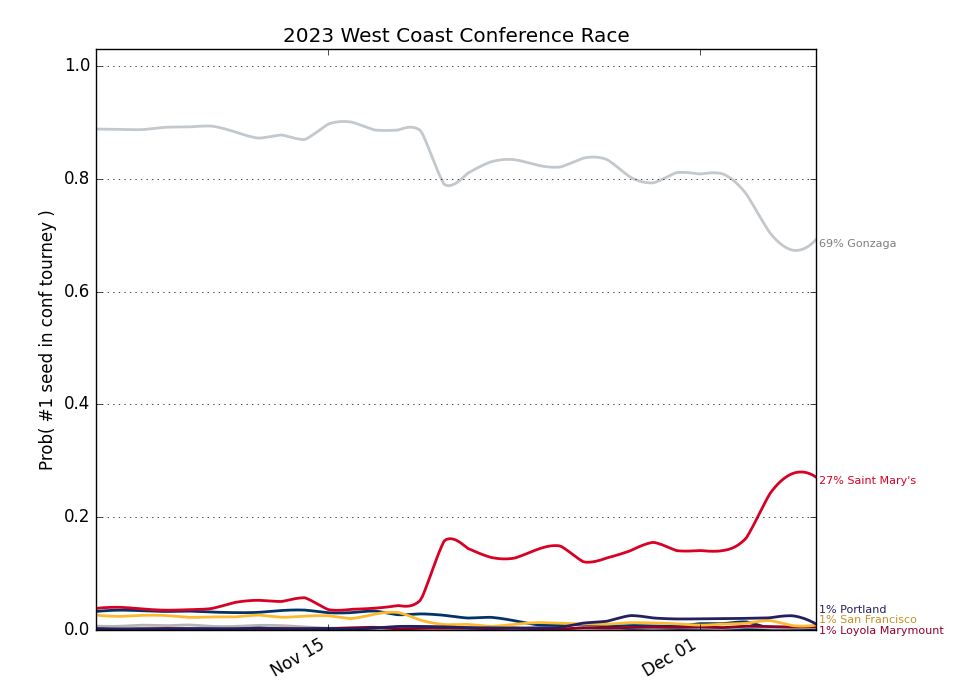 2023 West Coast Conference Race
Prob( #1 seed in conf tourney )
1.0
0.8
0.6
0.4
0.2
0.0
Nov 15
Dec 01
69% Gonzaga
27% Saint Mary's
1% Portland
1% San Francisco
1% Loyola Marymount